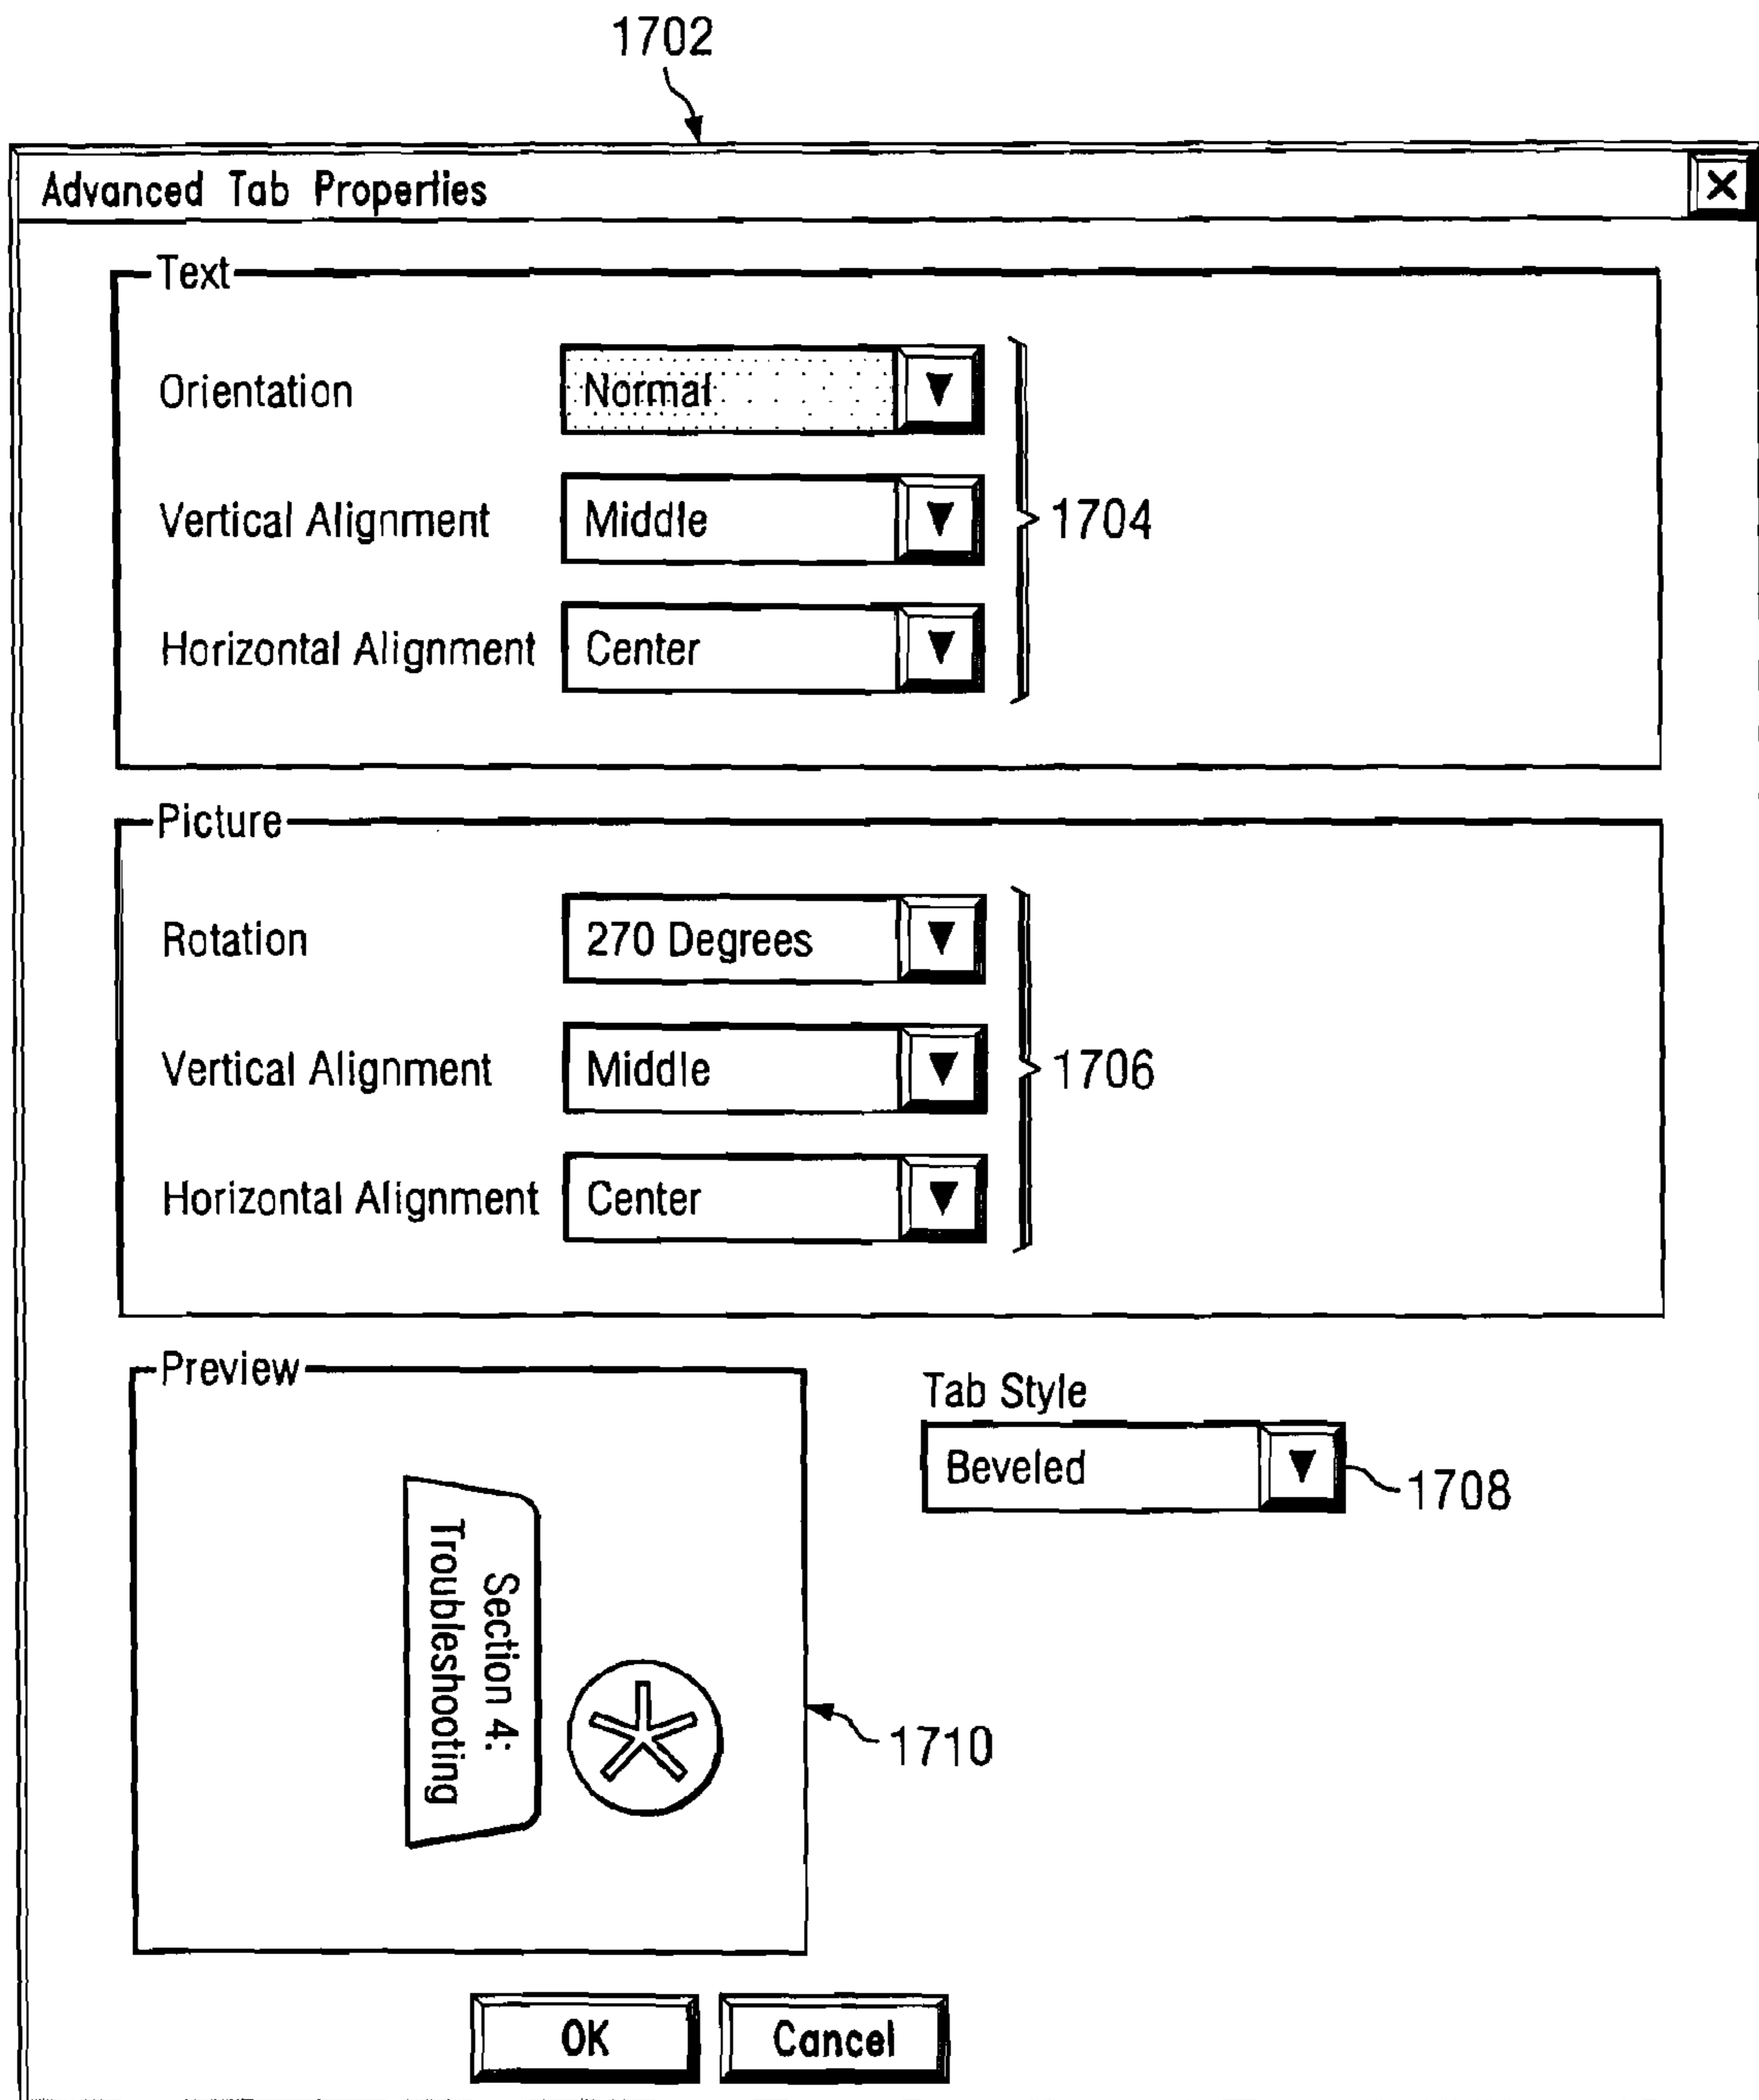 1702
Advanced Tab Properties
Text
Orientation Normal
Vertical Alignment Middle
1704
Horizontal Alignment Center
Picture
Rotation 270 Degrees
Vertical Alignment Middle
1706
Horizontal Alignment Center
Preview
Tab Style
Beveled
1708
Section 4:
Troubleshooting
1710
OK Cancel